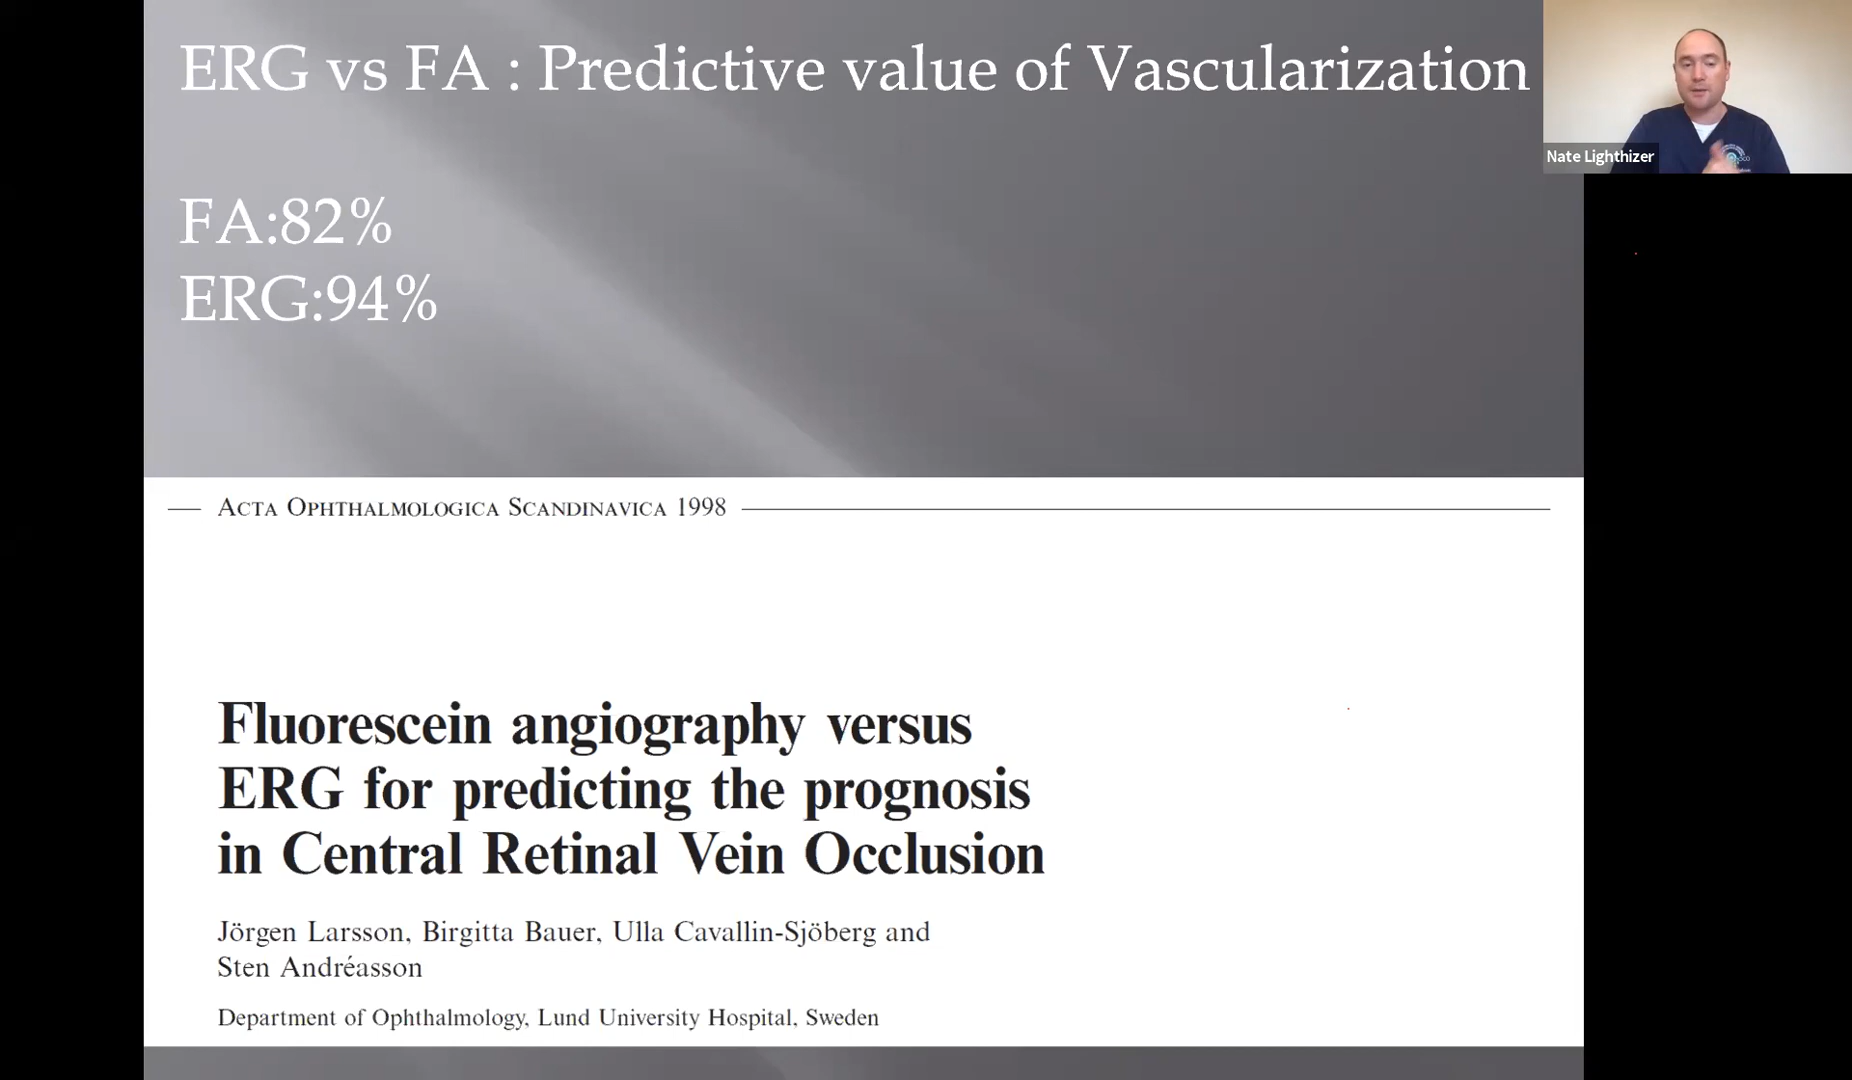 ERG vs FA : Predictive value of Vascularization
Nate Lighthizer
FA:82%
ERG:94%
ACTA OPHTHALMOLOGICA SCANDINAVICA 1998
Fluorescein angiography versus
ERG for predicting the prognosis
in Central Retinal Vein Occlusion
Jörgen Larsson, Birgitta Bauer, Ulla Cavallin-Sjöberg and
Sten Andréasson
Department of Ophthalmology, Lund University Hospital, Sweden